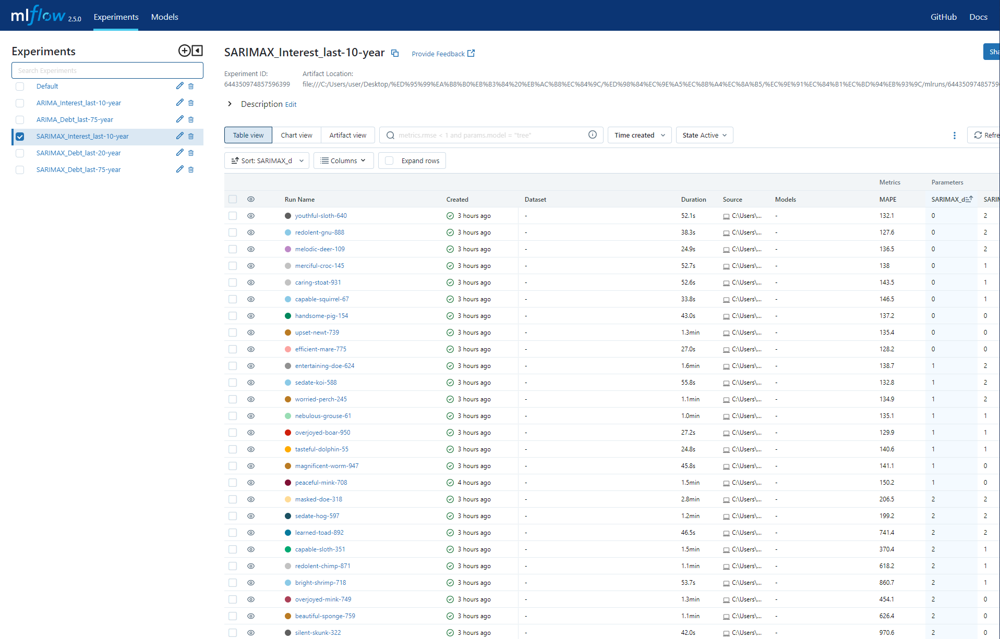 mlflow 2.5.0 Experiments Models GitHub Docs
Experiments
Search Experiments
Default
ARIMA_Interest_last-10-year
ARIMA_Debt_last-75-year
SARIMAX_Interest_last-10-year
SARIMAX_Debt_last-20-year
SARIMAX_Debt_last-75-year
SARIMAX_Interest_last-10-year Provide Feedback Sha
Experiment ID: Artifact Location:
644350974857596399 file:///C:/Users/user/Desktop/%ED%95%99%EA%B8%B0%EB%B3%84%20%EB%AC%B8%EC%84%9C/%ED%98%84%EC%9E%A5%EC%8B%A4%EC%8A%B5/%EC%9E%91%EC%84%B1%EC%BD%94%EB%93%9C/mlruns/64435097485759
Description Edit
Table view Chart view Artifact view metrics.rmse < 1 and params.model = "tree" Time created State Active Refre
Sort: SARIMAX_d Columns Expand rows
Metrics Parameters
Run Name Created Dataset Duration Source Models MAPE SARIMAX_d SARIM
youthful-sloth-640 3 hours ago - 52.1s C:\Users\... - 132.1 0 2
redolent-gnu-888 3 hours ago - 38.3s C:\Users\... - 127.6 0 2
melodic-deer-109 3 hours ago - 24.9s C:\Users\... - 136.5 0 2
merciful-croc-145 3 hours ago - 52.7s C:\Users\... - 138 0 1
caring-stoat-931 3 hours ago - 52.6s C:\Users\... - 143.5 0 1
capable-squirrel-67 3 hours ago - 33.8s C:\Users\... - 146.5 0 1
handsome-pig-154 3 hours ago - 43.0s C:\Users\... - 137.2 0 0
upset-newt-739 3 hours ago - 1.3min C:\Users\... - 135.4 0 0
efficient-mare-775 3 hours ago - 27.0s C:\Users\... - 128.2 0 0
entertaining-doe-624 3 hours ago - 1.6min C:\Users\... - 138.7 1 2
sedate-koi-588 3 hours ago - 55.8s C:\Users\... - 132.8 1 2
worried-perch-245 3 hours ago - 1.1min C:\Users\... - 134.9 1 2
nebulous-grouse-61 3 hours ago - 1.0min C:\Users\... - 135.1 1 1
overjoyed-boar-950 3 hours ago - 27.2s C:\Users\... - 129.9 1 1
tasteful-dolphin-55 3 hours ago - 24.8s C:\Users\... - 140.6 1 1
magnificent-worm-947 3 hours ago - 45.8s C:\Users\... - 141.1 1 0
peaceful-mink-708 4 hours ago - 1.5min C:\Users\... - 150.2 1 0
masked-doe-318 3 hours ago - 2.8min C:\Users\... - 206.5 2 2
sedate-hog-597 3 hours ago - 1.2min C:\Users\... - 199.2 2 2
learned-toad-892 3 hours ago - 46.5s C:\Users\... - 741.4 2 2
capable-sloth-351 3 hours ago - 1.5min C:\Users\... - 370.4 2 1
redolent-chimp-871 3 hours ago - 1.1min C:\Users\... - 618.2 2 1
bright-shrimp-718 3 hours ago - 53.7s C:\Users\... - 860.7 2 1
overjoyed-mink-749 3 hours ago - 1.3min C:\Users\... - 454.1 2 0
beautiful-sponge-759 3 hours ago - 1.1min C:\Users\... - 626.4 2 0
silent-skunk-322 3 hours ago - 42.0s C:\Users\... - 970.6 2 0